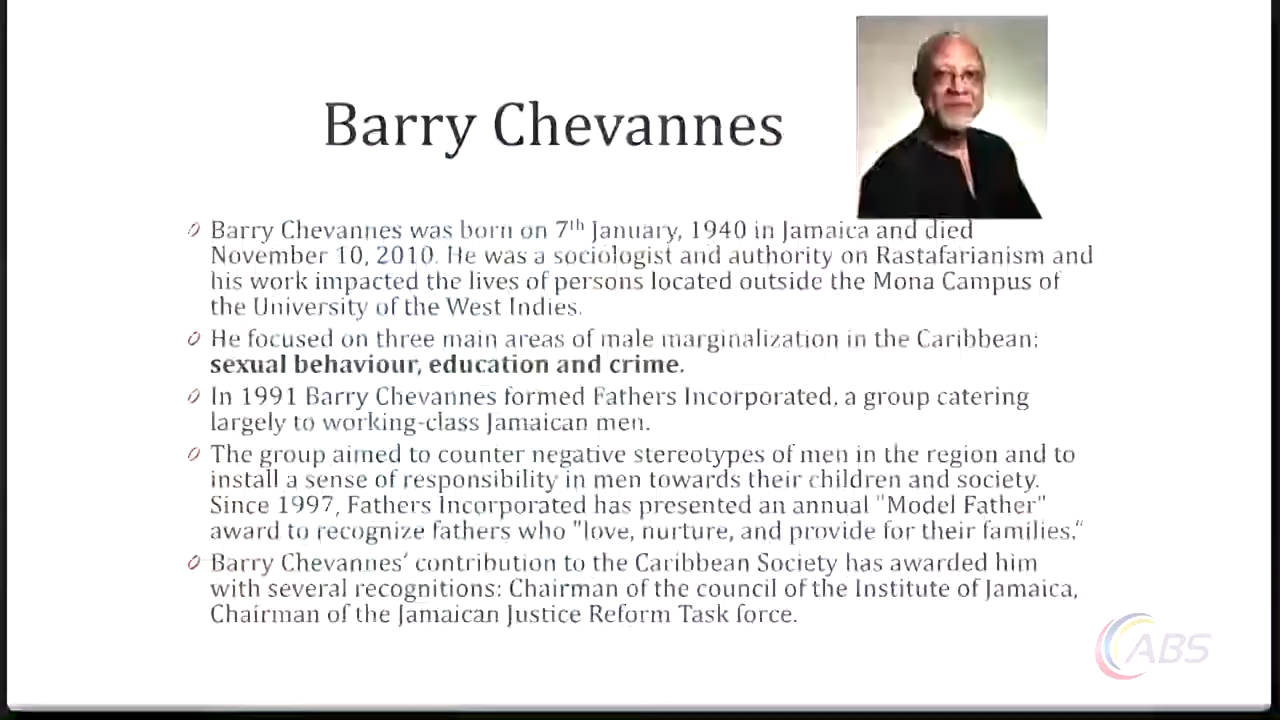 Barry Chevannes
Barry Chevannes was born on 7th January, 1940 in Jamaica and died
November 10, 2010. He was a sociologist and authority on Rastafarianism and
his work impacted the lives of persons located outside the Mona Campus of
the University of the West Indies.
He focused on three main areas of male marginalization in the Caribbean:
sexual behaviour, education and crime.
In 1991 Barry Chevannes formed Fathers Incorporated, a group catering
largely to working-class Jamaican men.
The group aimed to counter negative stereotypes of men in the region and to
install a sense of responsibility in men towards their children and society.
Since 1997, Fathers Incorporated has presented an annual "Model Father"
award to recognize fathers who "love, nurture, and provide for their families."
Barry Chevannes' contribution to the Caribbean Society has awarded him
with several recognitions: Chairman of the council of the Institute of Jamaica,
Chairman of the Jamaican Justice Reform Task force.
ABS